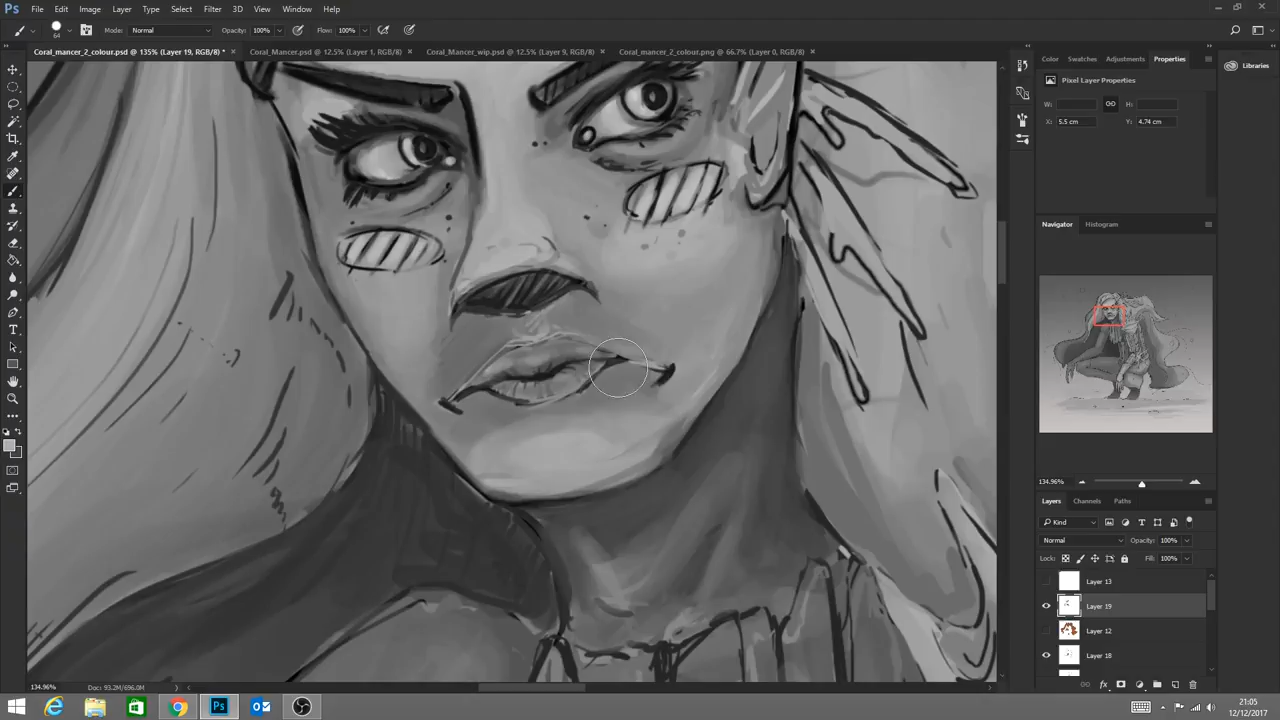 Ps File Edit Image Layer Type Select Filter 3D View Window Help
64 Mode: Normal Opacity: 100% Flow: 100%
Coral_mancer_2_colour.psd @ 135% (Layer 19, RGB/8) * × Coral_Mancer.psd @ 12.5% (Layer 1, RGB/8) × Coral_Mancer_wip.psd @ 12.5% (Layer 9, RGB/8) × Coral_mancer_2_colour.png @ 66.7% (Layer 0, RGB/8) ×
Color Swatches Adjustments Properties
Libraries
Pixel Layer Properties
W: H:
X: 5.5 cm Y: 4.74 cm
Navigator Histogram
134.96%
Layers Channels Paths
Kind
Normal Opacity: 100%
Lock: Fill: 100%
Layer 13
Layer 19
Layer 12
Layer 18
fx
134.96% Doc: 93.2M/696.0M
Ps
21:05
12/12/2017